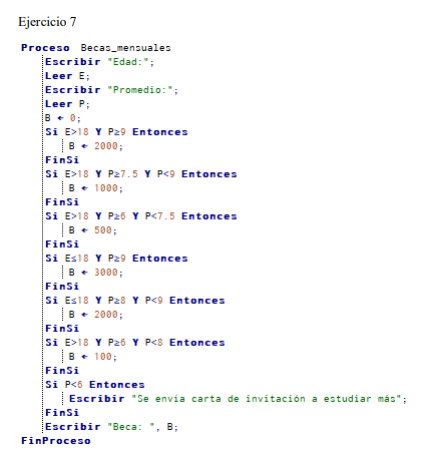 Ejercicio 7
Proceso Becas_mensuales
Escribir "Edad:";
Leer E;
Escribir "Promedio:";
Leer P;
B ← 0;
Si E>18 Y P≥9 Entonces
B ← 2000;
FinSi
Si E>18 Y P≥7.5 Y P<9 Entonces
B ← 1000;
FinSi
Si E>18 Y P≥6 Y P<7.5 Entonces
B ← 500;
FinSi
Si E≤18 Y P≥9 Entonces
B ← 3000;
FinSi
Si E≤18 Y P≥8 Y P<9 Entonces
B ← 2000;
FinSi
Si E>18 Y P≥6 Y P<8 Entonces
B ← 100;
FinSi
Si P<6 Entonces
Escribir "Se envía carta de invitación a estudiar más";
FinSi
Escribir "Beca: ", B;
FinProceso